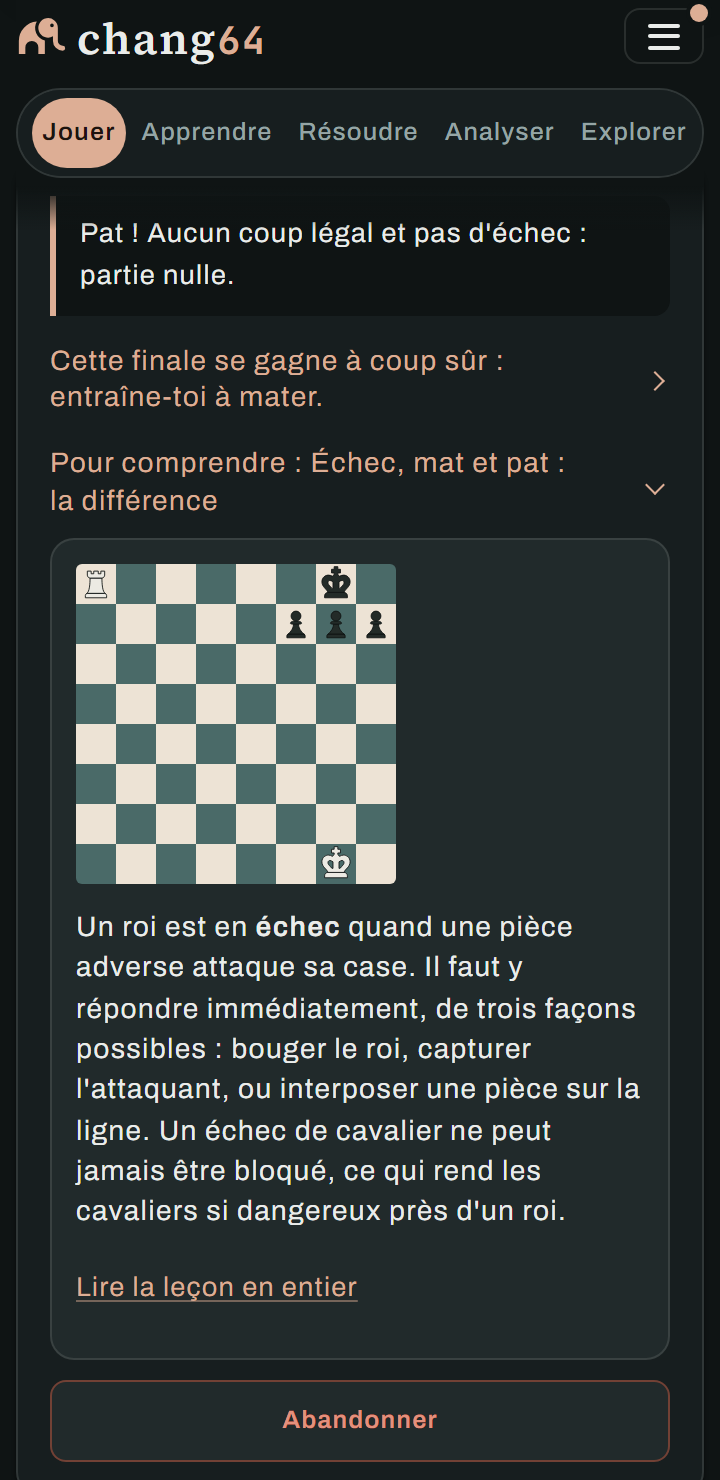 chang64
Jouer Apprendre Résoudre Analyser Explorer
Pat ! Aucun coup légal et pas d'échec :
partie nulle.
Cette finale se gagne à coup sûr :
entraîne-toi à mater.
Pour comprendre : Échec, mat et pat :
la différence
Un roi est en échec quand une pièce
adverse attaque sa case. Il faut y
répondre immédiatement, de trois façons
possibles : bouger le roi, capturer
l'attaquant, ou interposer une pièce sur la
ligne. Un échec de cavalier ne peut
jamais être bloqué, ce qui rend les
cavaliers si dangereux près d'un roi.
Lire la leçon en entier
Abandonner